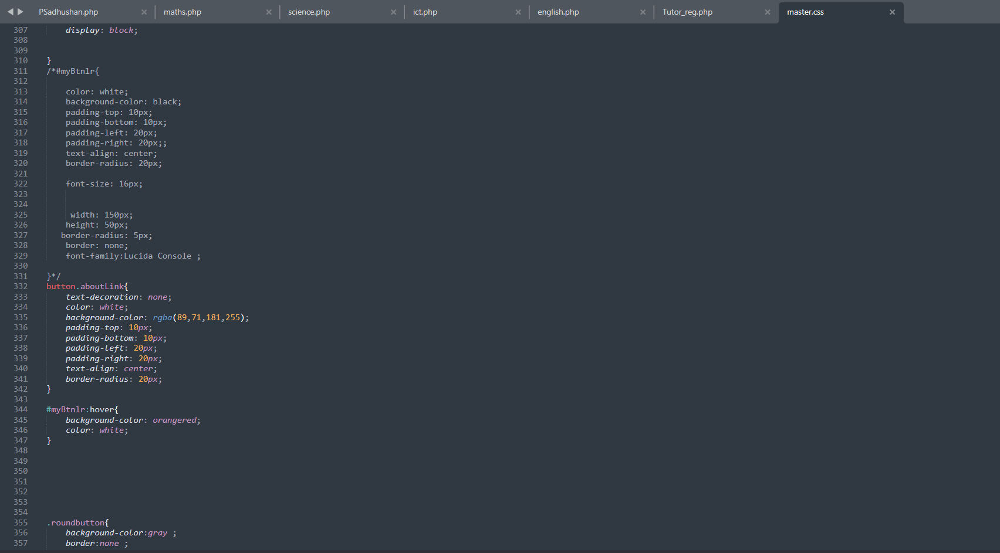 PSadhushan.php × maths.php × science.php × ict.php × english.php × Tutor_reg.php × master.css ×
307 display: block;
308
309
310 }
311 /*#myBtnlr{
312
313 color: white;
314 background-color: black;
315 padding-top: 10px;
316 padding-bottom: 10px;
317 padding-left: 20px;
318 padding-right: 20px;;
319 text-align: center;
320 border-radius: 20px;
321
322 font-size: 16px;
323
324
325 width: 150px;
326 height: 50px;
327 border-radius: 5px;
328 border: none;
329 font-family:Lucida Console ;
330
331 }*/
332 button.aboutLink{
333 text-decoration: none;
334 color: white;
335 background-color: rgba(89,71,181,255);
336 padding-top: 10px;
337 padding-bottom: 10px;
338 padding-left: 20px;
339 padding-right: 20px;
340 text-align: center;
341 border-radius: 20px;
342 }
343
344 #myBtnlr:hover{
345 background-color: orangered;
346 color: white;
347 }
348
349
350
351
352
353
354
355 .roundbutton{
356 background-color:gray ;
357 border:none ;